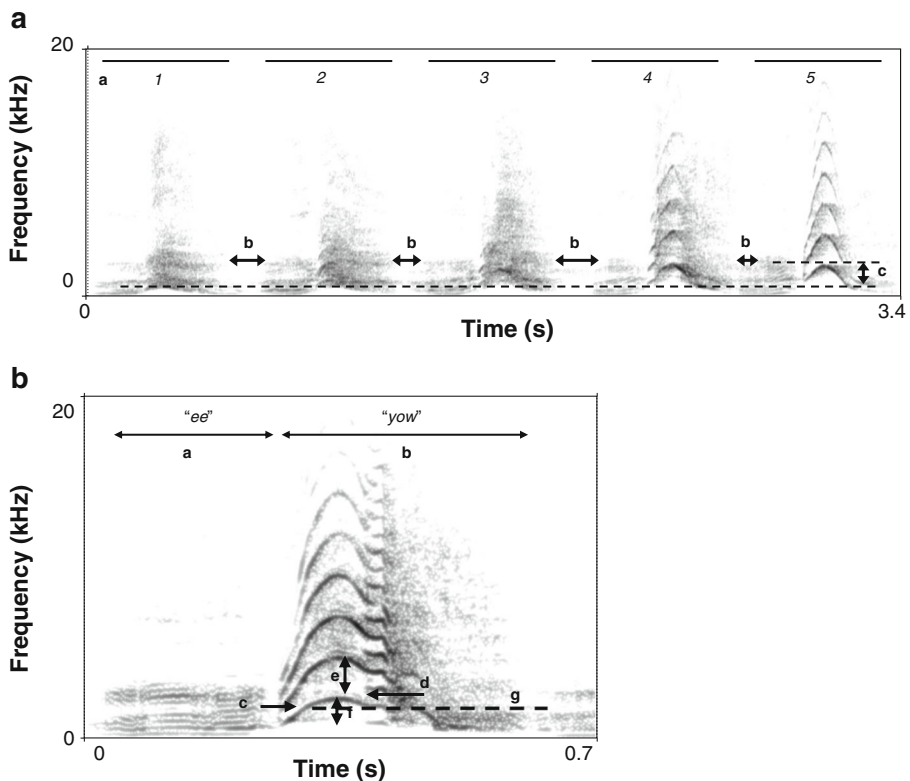 a
20
a 1 2 3 4 5
Frequency (kHz)
b b b b
c
0
0 3.4
Time (s)
b
20
"ee" "yow"
a b
Frequency (kHz)
e
d
c f g
0
0 0.7
Time (s)